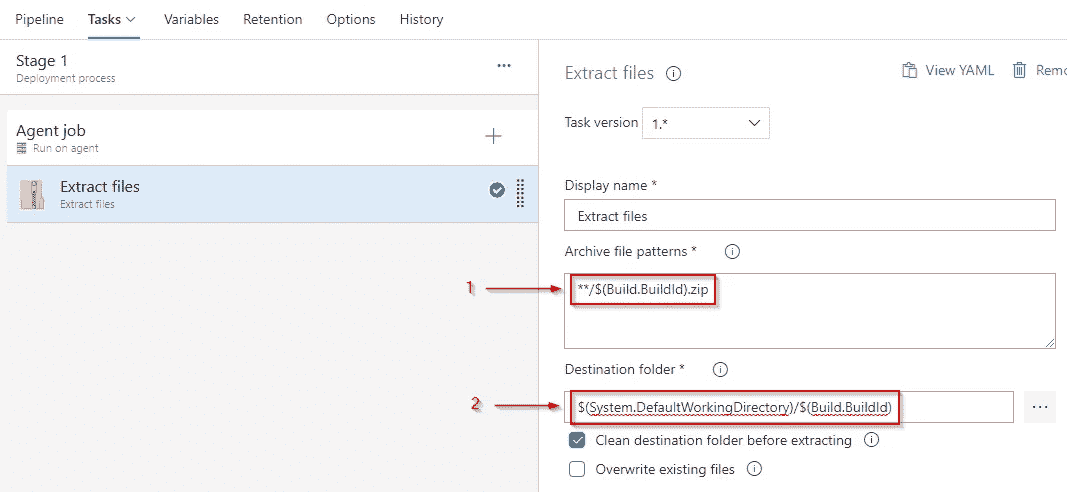 Pipeline Tasks Variables Retention Options History
Stage 1
Deployment process
Agent job
Run on agent
Extract files
Extract files
Extract files
View YAML
Remo
Task version 1.*
Display name *
Extract files
Archive file patterns *
1
**/$(Build.BuildId).zip
Destination folder *
2
$(System.DefaultWorkingDirectory)/$(Build.BuildId)
Clean destination folder before extracting
Overwrite existing files